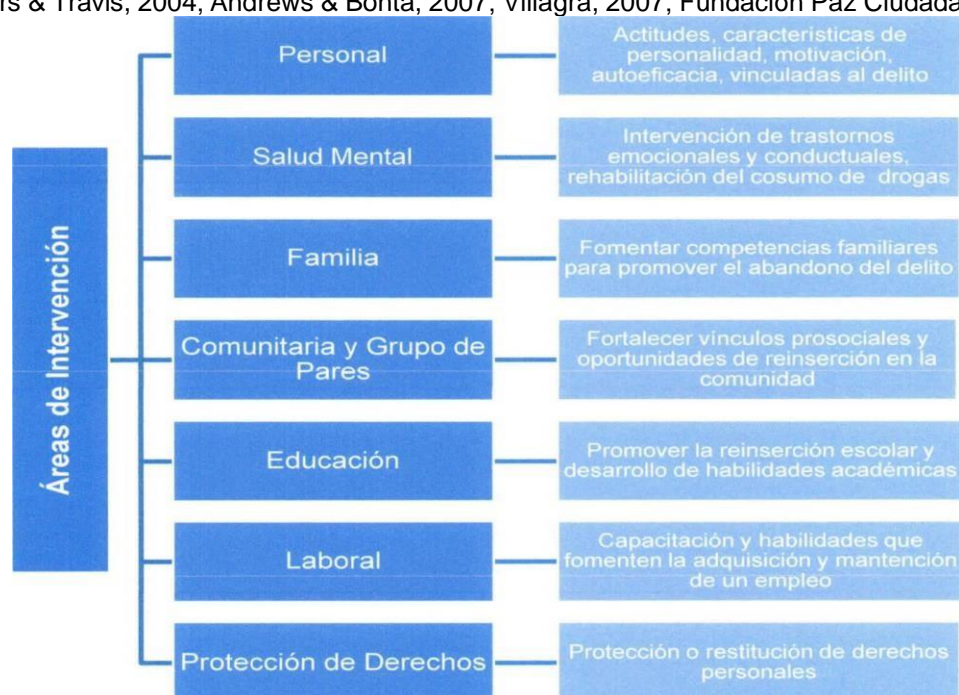 rs & Travis, 2004, Andrews & Bonta, 2007, Villagra, 2007, Fundación Paz Ciudada
Áreas de Intervención
Personal
Actitudes, características de
personalidad, motivación,
autoeficacia, vinculadas al delito
Salud Mental
Intervención de trastornos
emocionales y conductuales,
rehabilitación del cosumo de drogas
Familia
Fomentar competencias familiares
para promover el abandono del delito
Comunitaria y Grupo de
Pares
Fortalecer vínculos prosociales y
oportunidades de reinserción en la
comunidad
Educación
Promover la reinserción escolar y
desarrollo de habilidades académicas
Laboral
Capacitación y habilidades que
fomenten la adquisición y mantención
de un empleo
Protección de Derechos
Protección o restitución de derechos
personales